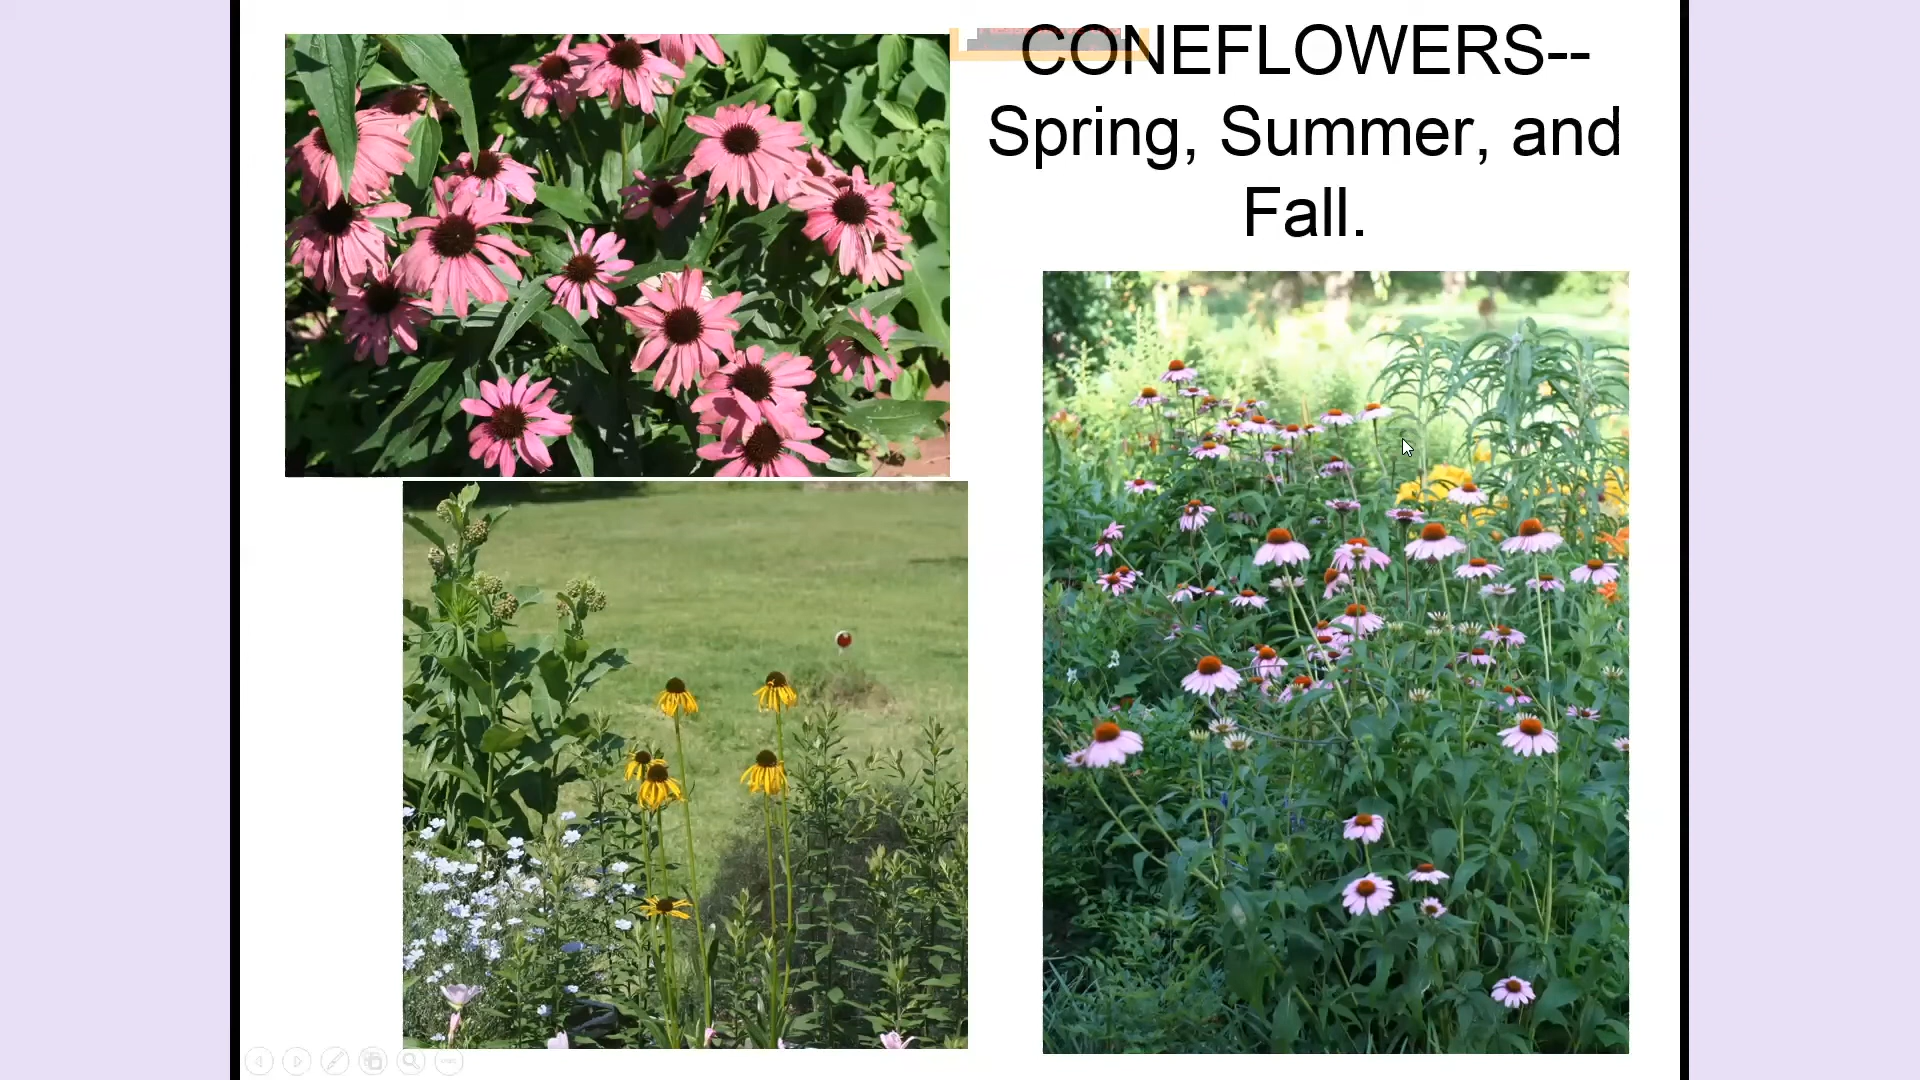 CONEFLOWERS--
Spring, Summer, and
Fall.